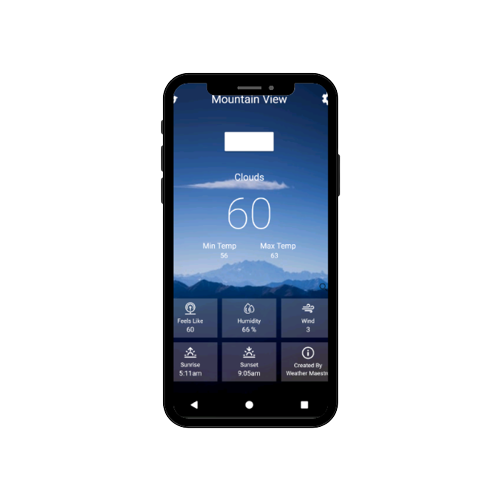 Mountain View
Clouds
60
Min Temp Max Temp
56 63
Feels Like Humidity Wind
60 66 % 3
Sunrise Sunset Created By
5:11am 9:05am Weather Maestr